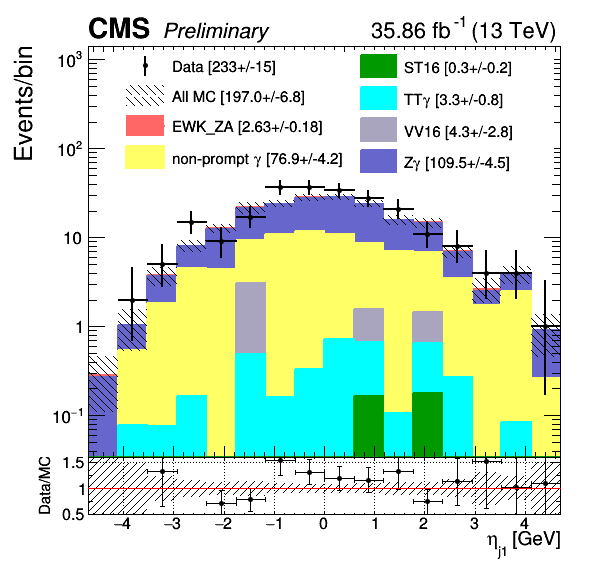 CMS Preliminary 35.86 fb⁻¹ (13 TeV)
Events/bin
10³
10²
10
1
10⁻¹
Data [233+/-15]
All MC [197.0+/-6.8]
EWK_ZA [2.63+/-0.18]
non-prompt γ [76.9+/-4.2]
ST16 [0.3+/-0.2]
TTγ [3.3+/-0.8]
VV16 [4.3+/-2.8]
Zγ [109.5+/-4.5]
Data/MC
1.5
1
0.5
−4 −3 −2 −1 0 1 2 3 4
η_j1 [GeV]